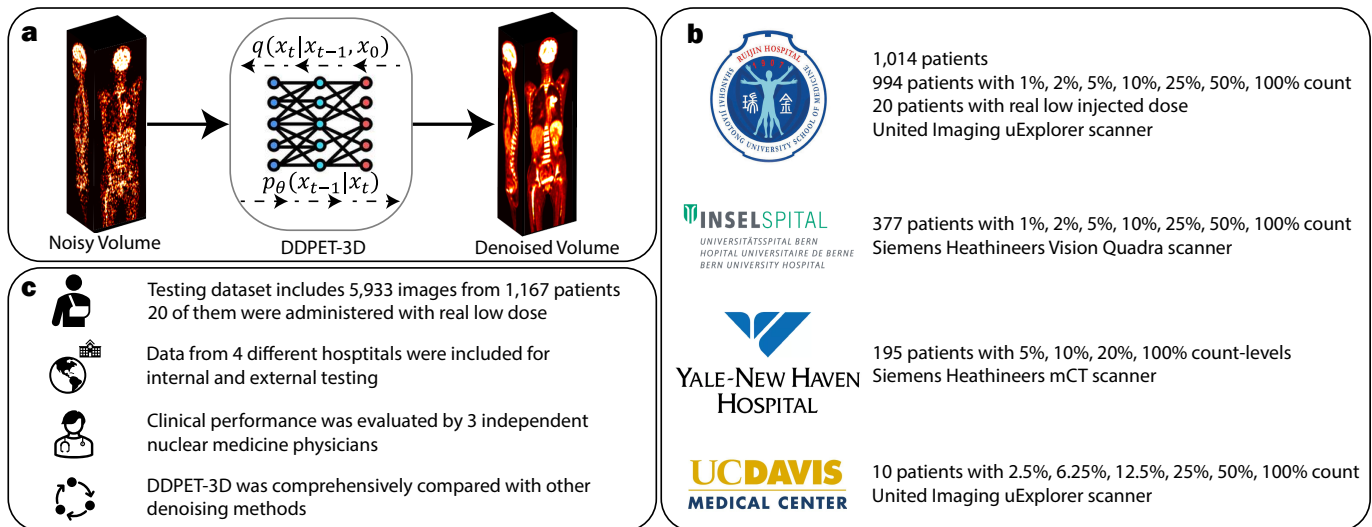 a
q(x_t|x_{t-1}, x_0)
p_θ(x_{t-1}|x_t)
Noisy Volume
DDPET-3D
Denoised Volume
b
RUIJIN HOSPITAL
1907
瑞 金
SHANGHAI JIAOTONG UNIVERSITY SCHOOL OF MEDICINE
1,014 patients
994 patients with 1%, 2%, 5%, 10%, 25%, 50%, 100% count
20 patients with real low injected dose
United Imaging uExplorer scanner
INSELSPITAL
UNIVERSITÄTSSPITAL BERN
HOPITAL UNIVERSITAIRE DE BERNE
BERN UNIVERSITY HOSPITAL
377 patients with 1%, 2%, 5%, 10%, 25%, 50%, 100% count
Siemens Heathineers Vision Quadra scanner
YALE-NEW HAVEN
HOSPITAL
195 patients with 5%, 10%, 20%, 100% count-levels
Siemens Heathineers mCT scanner
UCDAVIS
MEDICAL CENTER
10 patients with 2.5%, 6.25%, 12.5%, 25%, 50%, 100% count
United Imaging uExplorer scanner
c
Testing dataset includes 5,933 images from 1,167 patients
20 of them were administered with real low dose
Data from 4 different hosptitals were included for
internal and external testing
Clinical performance was evaluated by 3 independent
nuclear medicine physicians
DDPET-3D was comprehensively compared with other
denoising methods